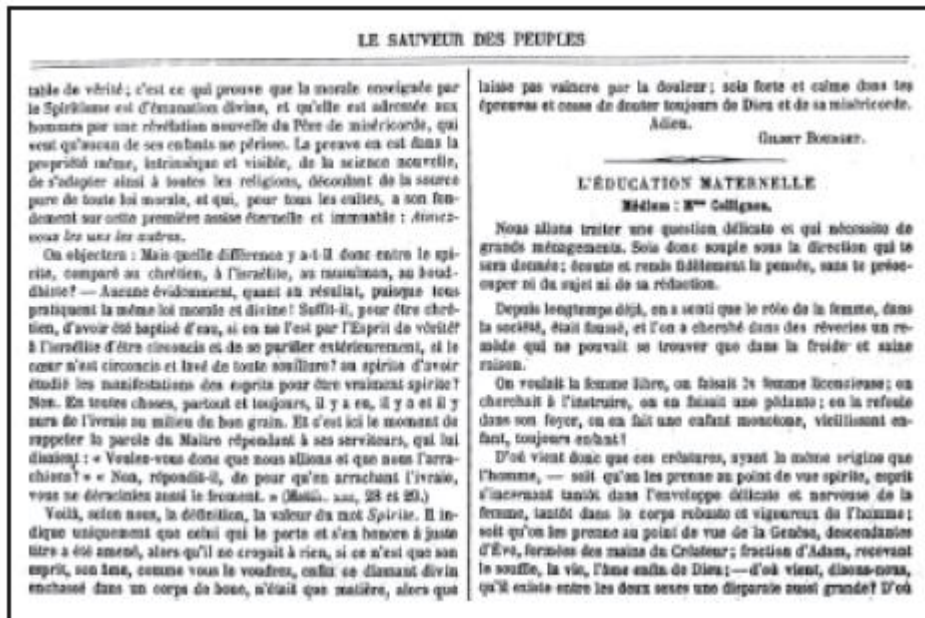 LE SAUVEUR DES PEUPLES
table de vérité; c'est ce qui prouve que la morale enseignée par
le Spiritisme est d'émanation divine, et qu'elle est adressée aux
hommes par une révélation nouvelle du Père de miséricorde, qui
veut qu'aucun de ses enfants ne périsse. La preuve en est dans la
propriété même, intrinsèque et visible, de la science nouvelle,
de s'adapter ainsi à toutes les religions, découlant de la source
pure de toute loi morale, et qui, pour tous les cultes, a son fon-
dement sur cette première assise éternelle et immuable : Aimez-
vous les uns les autres.
On objectera : Mais quelle différence y a-t-il donc entre le spi-
rite, comparé au chrétien, à l'israélite, au musulman, au boud-
dhiste? — Aucune évidemment, quant au résultat, puisque tous
pratiquent la même loi morale et divine! Suffit-il, pour être chré-
tien, d'avoir été baptisé d'eau, si on ne l'est par l'Esprit de vérité?
à l'israélite d'être circoncis et de se purifier extérieurement, si le
cœur n'est circoncis et lavé de toute souillure? au spirite d'avoir
étudié les manifestations des esprits pour être vraiment spirite?
Non. En toutes choses, partout et toujours, il y a eu, il y a et il y
aura de l'ivraie au milieu du bon grain. Et c'est ici le moment de
rappeler la parole du Maître répondant à ses serviteurs, qui lui
disaient : « Voulez-vous donc que nous allions et que nous l'arra-
chions? » « Non, répondit-il, de peur qu'en arrachant l'ivraie,
vous ne déraciniez aussi le froment. » (Matth. XIII, 28 et 29.)
Voilà, selon nous, la définition, la valeur du mot Spirite. Il in-
dique uniquement que celui qui le porte et s'en honore à juste
titre a été amené, alors qu'il ne croyait à rien, si ce n'est que son
esprit, son âme, comme vous le voudrez, enfin ce diamant divin
enchassé dans un corps de boue, n'était que matière, alors que
laisse pas vaincre par la douleur; sois forte et calme dans tes
épreuves et cesse de douter toujours de Dieu et de sa miséricorde.
Adieu.
GILBERT
L'ÉDUCATION MATERNELLE
Médium : Mme Collignon.
Nous allons traiter une question délicate et qui nécessite de
grands ménagements. Sois donc souple sous la direction qui te
sera donnée; écoute et rends fidèlement la pensée, sans te préoc-
cuper ni du sujet ni de sa rédaction.
Depuis longtemps déjà, on a senti que le rôle de la femme, dans
la société, était faussé, et l'on a cherché dans des rêveries un re-
mède qui ne pouvait se trouver que dans la froide et saine
raison.
On voulait la femme libre, on faisait la femme licencieuse; on
cherchait à l'instruire, on en faisait une pédante; on la refoule
dans son foyer, on en fait une enfant monotone, vieillissant en-
fant, toujours enfant!
D'où vient donc que ces créatures, ayant la même origine que
l'homme, — soit qu'on les prenne au point de vue spirite, esprit
s'incarnant tantôt dans l'enveloppe délicate et nerveuse de la
femme, tantôt dans le corps robuste et vigoureux de l'homme;
soit qu'on les prenne au point de vue de la Genèse, descendantes
d'Ève, formées des mains du Créateur; fraction d'Adam, recevant
le souffle, la vie, l'âme enfin de Dieu; — d'où vient, disons-nous,
qu'il existe entre les deux sexes une disparate aussi grande? D'où